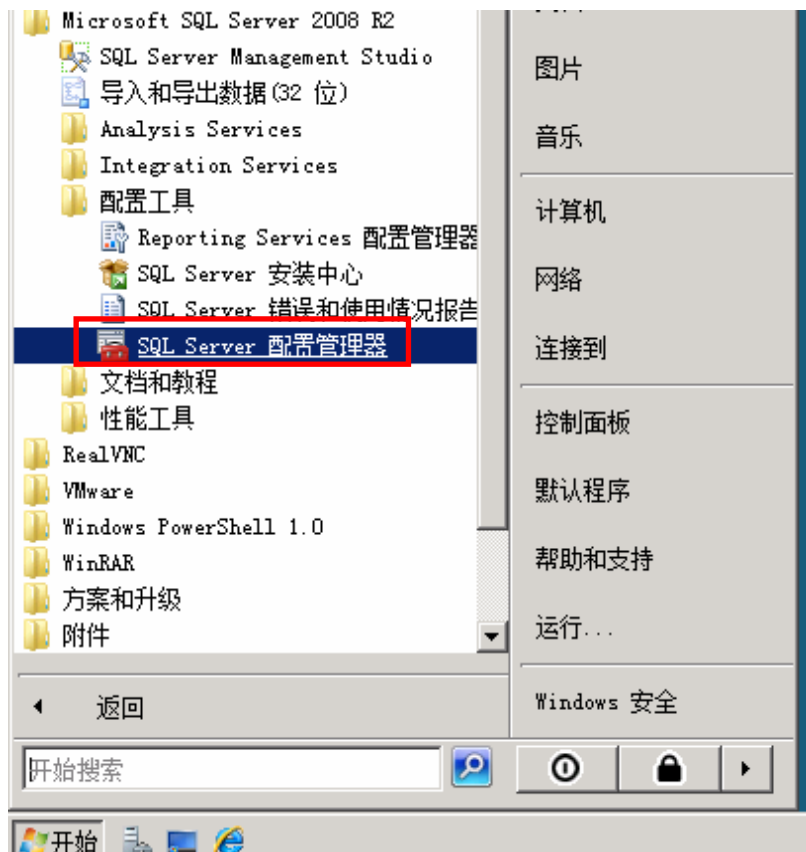 Microsoft SQL Server 2008 R2
SQL Server Management Studio
导入和导出数据(32 位)
Analysis Services
Integration Services
配置工具
Reporting Services 配置管理器
SQL Server 安装中心
SQL Server 错误和使用情况报告
SQL Server 配置管理器
文档和教程
性能工具
RealVNC
VMware
Windows PowerShell 1.0
WinRAR
方案和升级
附件
返回
开始搜索
图片
音乐
计算机
网络
连接到
控制面板
默认程序
帮助和支持
运行...
Windows 安全
开始